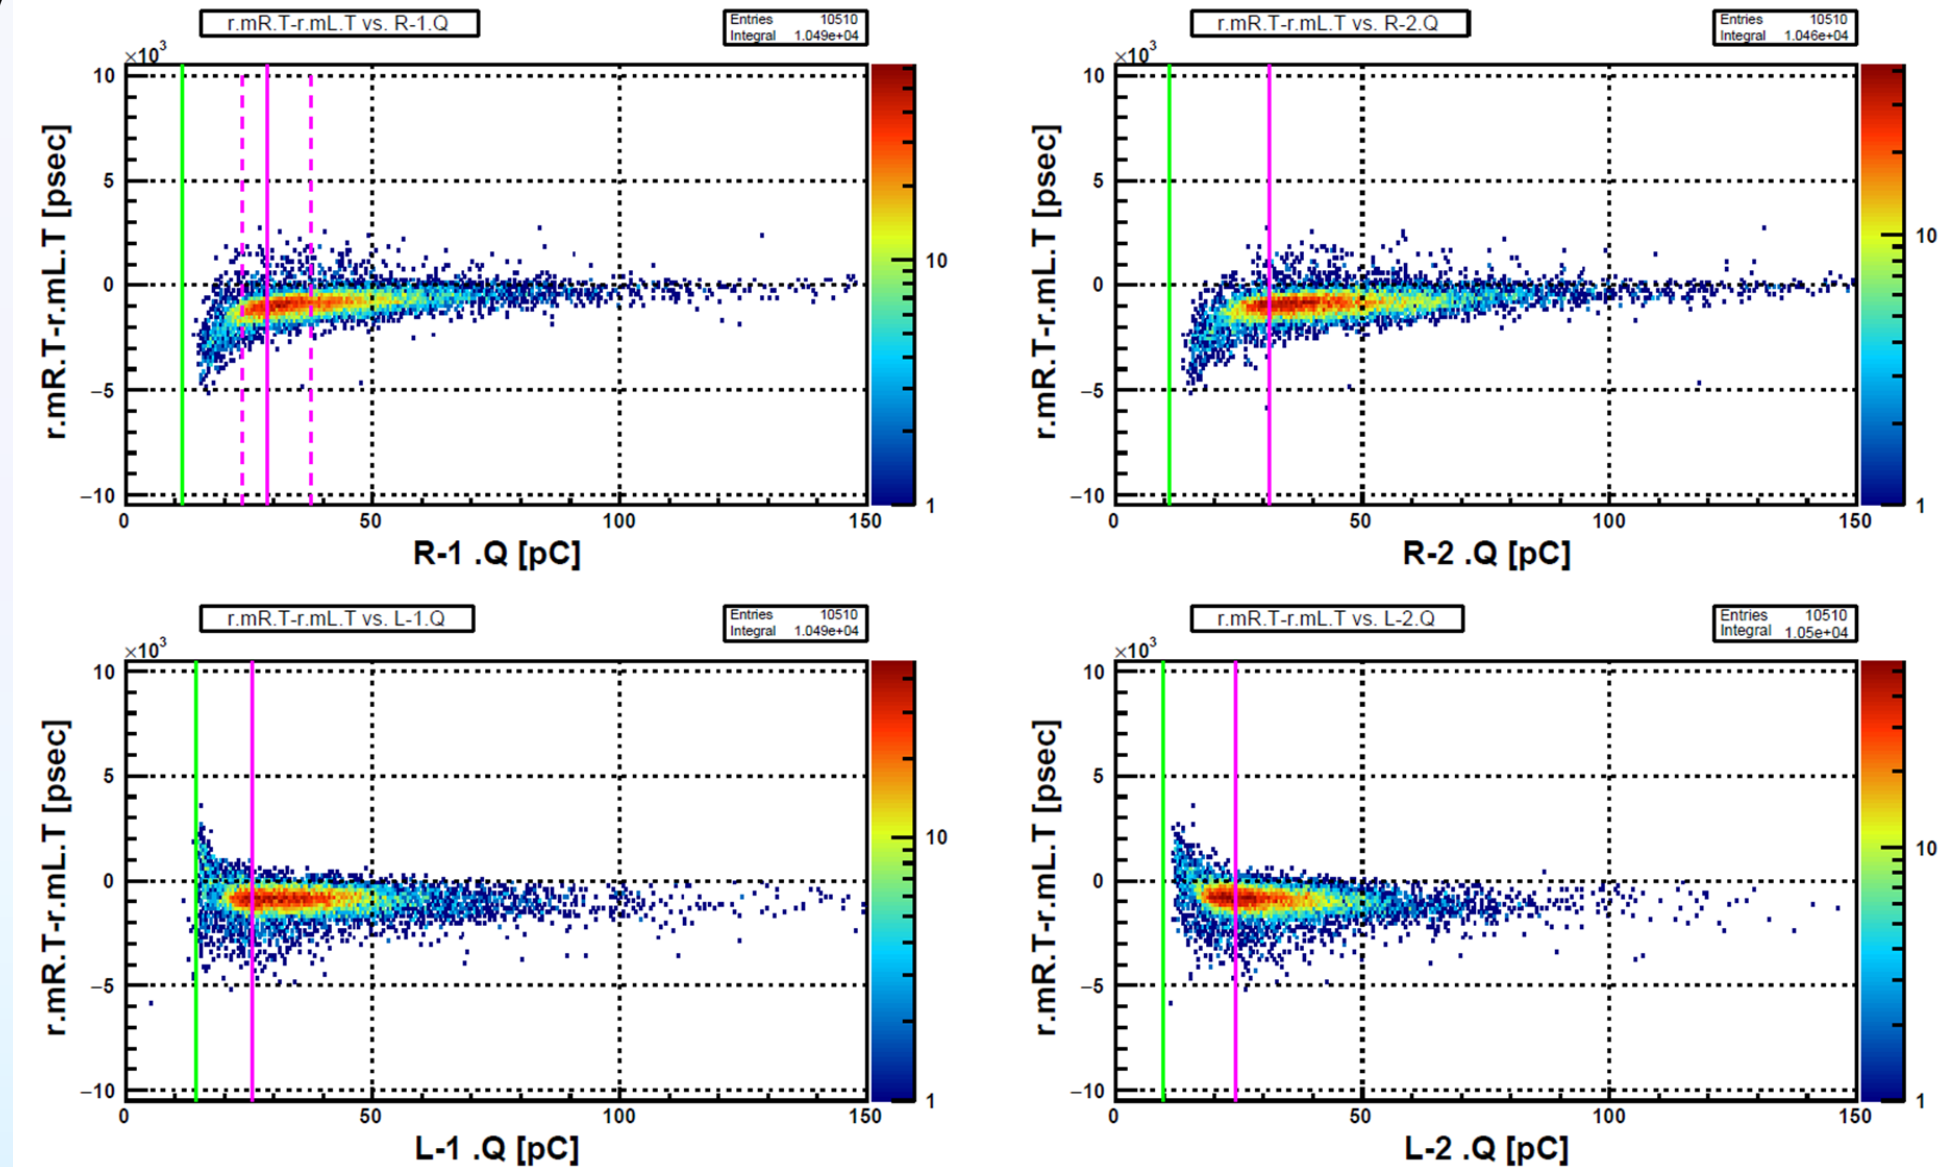 r.mR.T-r.mL.T vs. R-1.Q
Entries 10510
Integral 1.049e+04
×10³
10
5
0
−5
−10
r.mR.T-r.mL.T [psec]
0 50 100 150
R-1 .Q [pC]
10
1
r.mR.T-r.mL.T vs. R-2.Q
Entries 10510
Integral 1.046e+04
×10³
10
5
0
−5
−10
r.mR.T-r.mL.T [psec]
0 50 100 150
R-2 .Q [pC]
10
1
r.mR.T-r.mL.T vs. L-1.Q
Entries 10510
Integral 1.049e+04
×10³
10
5
0
−5
−10
r.mR.T-r.mL.T [psec]
0 50 100 150
L-1 .Q [pC]
10
1
r.mR.T-r.mL.T vs. L-2.Q
Entries 10510
Integral 1.05e+04
×10³
10
5
0
−5
−10
r.mR.T-r.mL.T [psec]
0 50 100 150
L-2 .Q [pC]
10
1